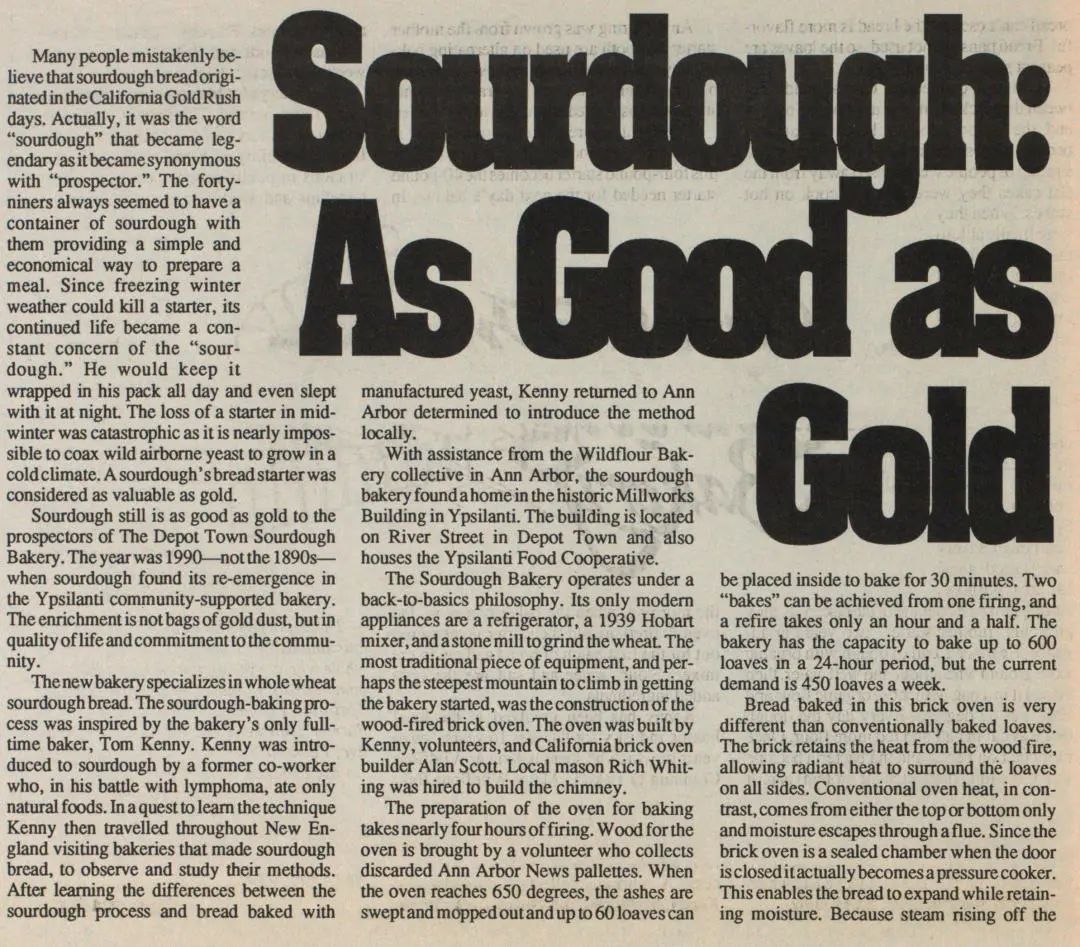 Sourdough:
As Good as
Gold
Many people mistakenly be-
lieve that sourdough bread origi-
nated in the California Gold Rush
days. Actually, it was the word
“sourdough” that became leg-
endary as it became synonymous
with “prospector.” The forty-
niners always seemed to have a
container of sourdough with
them providing a simple and
economical way to prepare a
meal. Since freezing winter
weather could kill a starter, its
continued life became a con-
stant concern of the “sour-
dough.” He would keep it
wrapped in his pack all day and even slept
with it at night. The loss of a starter in mid-
winter was catastrophic as it is nearly impos-
sible to coax wild airborne yeast to grow in a
cold climate. A sourdough’s bread starter was
considered as valuable as gold.
Sourdough still is as good as gold to the
prospectors of The Depot Town Sourdough
Bakery. The year was 1990—not the 1890s—
when sourdough found its re-emergence in
the Ypsilanti community-supported bakery.
The enrichment is not bags of gold dust, but in
quality of life and commitment to the commu-
nity.
The new bakery specializes in whole wheat
sourdough bread. The sourdough-baking pro-
cess was inspired by the bakery’s only full-
time baker, Tom Kenny. Kenny was intro-
duced to sourdough by a former co-worker
who, in his battle with lymphoma, ate only
natural foods. In a quest to learn the technique
Kenny then travelled throughout New En-
gland visiting bakeries that made sourdough
bread, to observe and study their methods.
After learning the differences between the
sourdough process and bread baked with
manufactured yeast, Kenny returned to Ann
Arbor determined to introduce the method
locally.
With assistance from the Wildflour Bak-
ery collective in Ann Arbor, the sourdough
bakery found a home in the historic Millworks
Building in Ypsilanti. The building is located
on River Street in Depot Town and also
houses the Ypsilanti Food Cooperative.
The Sourdough Bakery operates under a
back-to-basics philosophy. Its only modern
appliances are a refrigerator, a 1939 Hobart
mixer, and a stone mill to grind the wheat. The
most traditional piece of equipment, and per-
haps the steepest mountain to climb in getting
the bakery started, was the construction of the
wood-fired brick oven. The oven was built by
Kenny, volunteers, and California brick oven
builder Alan Scott. Local mason Rich Whit-
ing was hired to build the chimney.
The preparation of the oven for baking
takes nearly four hours of firing. Wood for the
oven is brought by a volunteer who collects
discarded Ann Arbor News pallettes. When
the oven reaches 650 degrees, the ashes are
swept and mopped out and up to 60 loaves can
be placed inside to bake for 30 minutes. Two
“bakes” can be achieved from one firing, and
a refire takes only an hour and a half. The
bakery has the capacity to bake up to 600
loaves in a 24-hour period, but the current
demand is 450 loaves a week.
Bread baked in this brick oven is very
different than conventionally baked loaves.
The brick retains the heat from the wood fire,
allowing radiant heat to surround the loaves
on all sides. Conventional oven heat, in con-
trast, comes from either the top or bottom only
and moisture escapes through a flue. Since the
brick oven is a sealed chamber when the door
is closed it actually becomes a pressure cooker.
This enables the bread to expand while retain-
ing moisture. Because steam rising off the